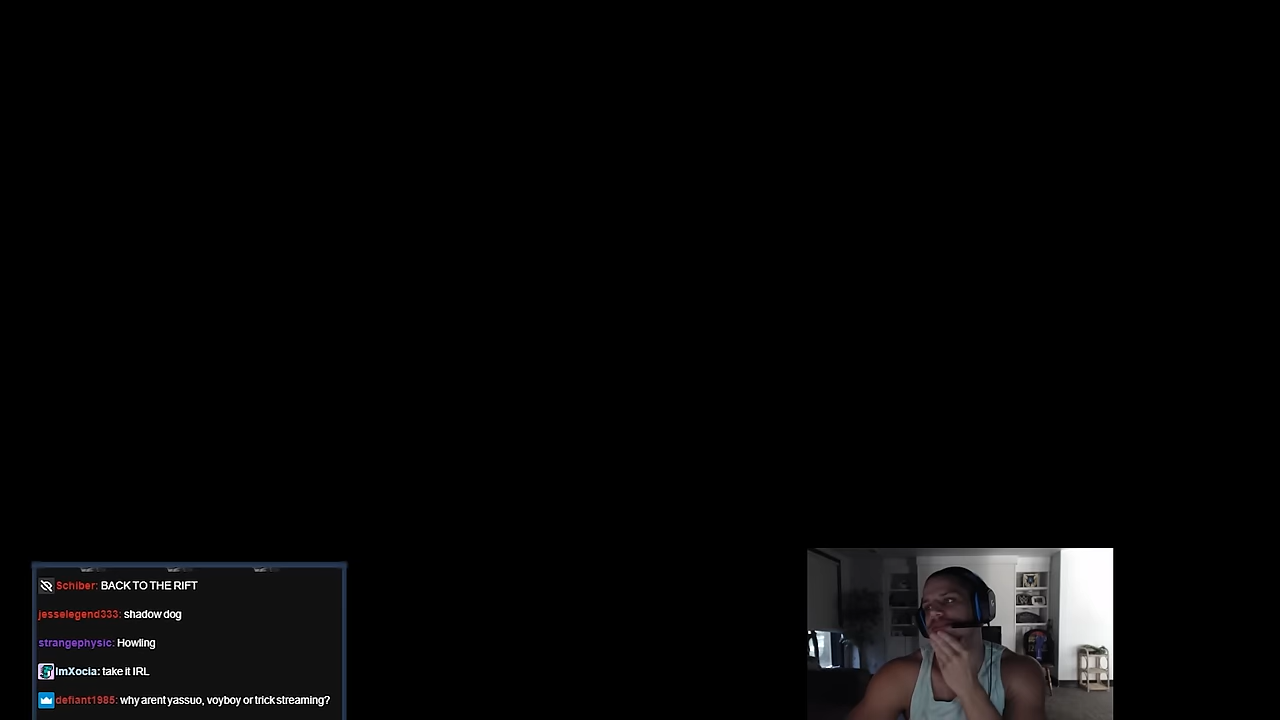 Schiber: BACK TO THE RIFT
jesselegend333: shadow dog
strangephysic: Howling
ImXocia: take it IRL
defiant1985: why arent yassuo, voyboy or trick streaming?